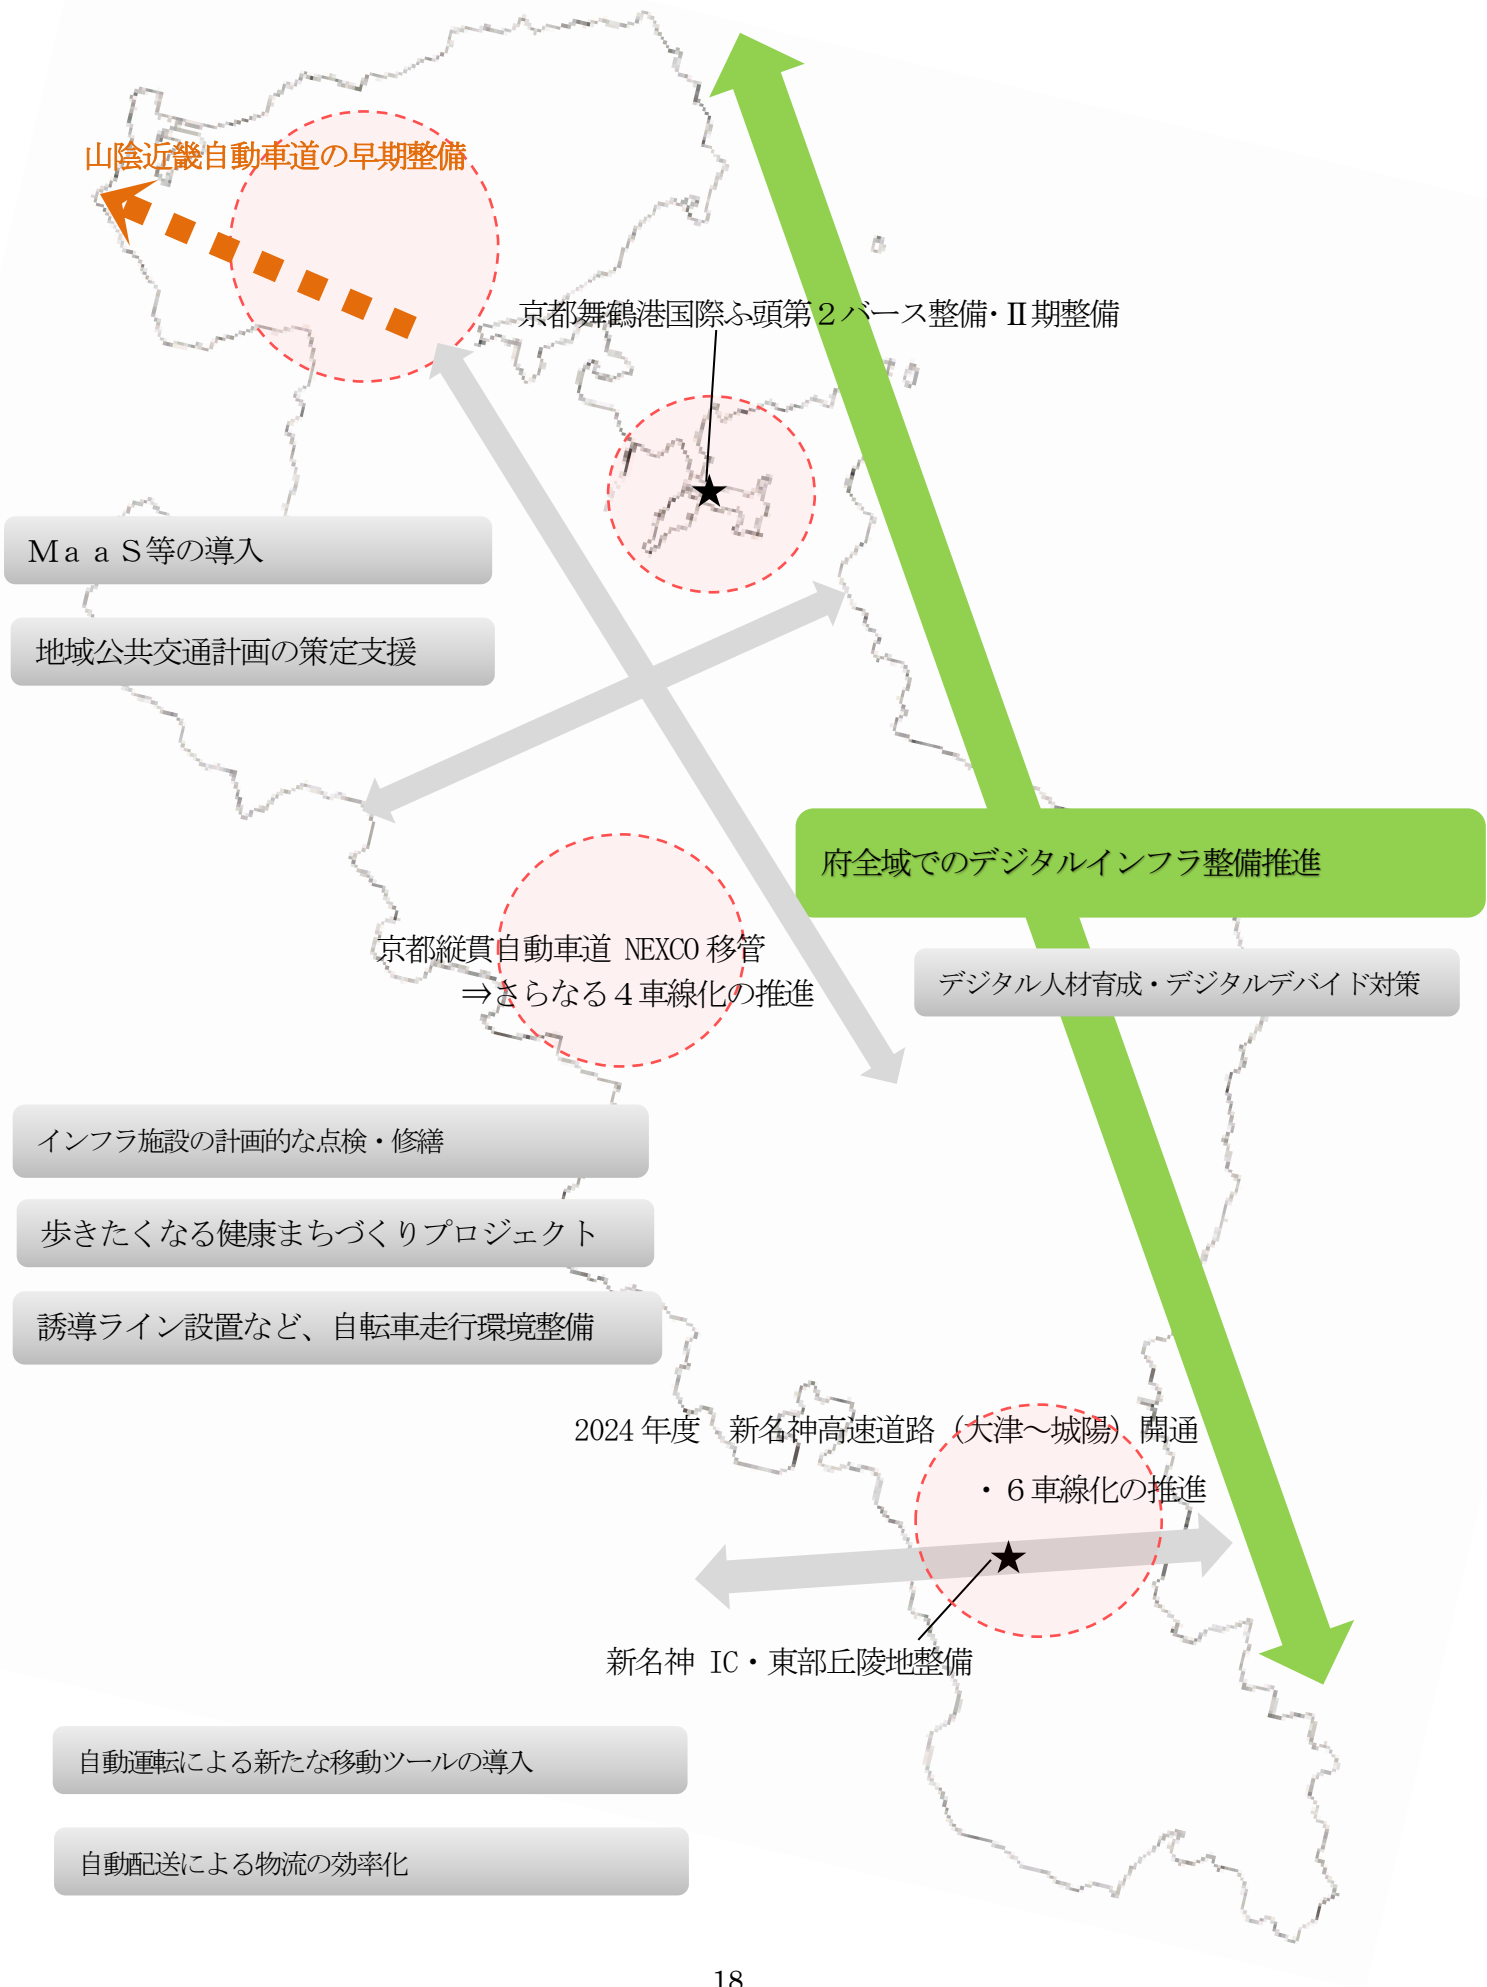 山陰近畿自動車道の早期整備
京都舞鶴港国際ふ頭第２バース整備・Ⅱ期整備
ＭａａＳ等の導入
地域公共交通計画の策定支援
府全域でのデジタルインフラ整備推進
京都縦貫自動車道 NEXCO 移管
⇒さらなる４車線化の推進
デジタル人材育成・デジタルデバイド対策
インフラ施設の計画的な点検・修繕
歩きたくなる健康まちづくりプロジェクト
誘導ライン設置など、自転車走行環境整備
2024 年度　新名神高速道路（大津～城陽）開通
・６車線化の推進
新名神 IC・東部丘陵地整備
自動運転による新たな移動ツールの導入
自動配送による物流の効率化
18